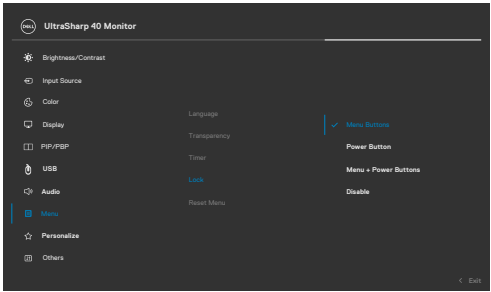 DELL
UltraSharp 40 Monitor
Brightness/Contrast
Input Source
Color
Display
PIP/PBP
USB
Audio
Menu
Personalize
Others
Language
Transparency
Timer
Lock
Reset Menu
Menu Buttons
Power Button
Menu + Power Buttons
Disable
Exit